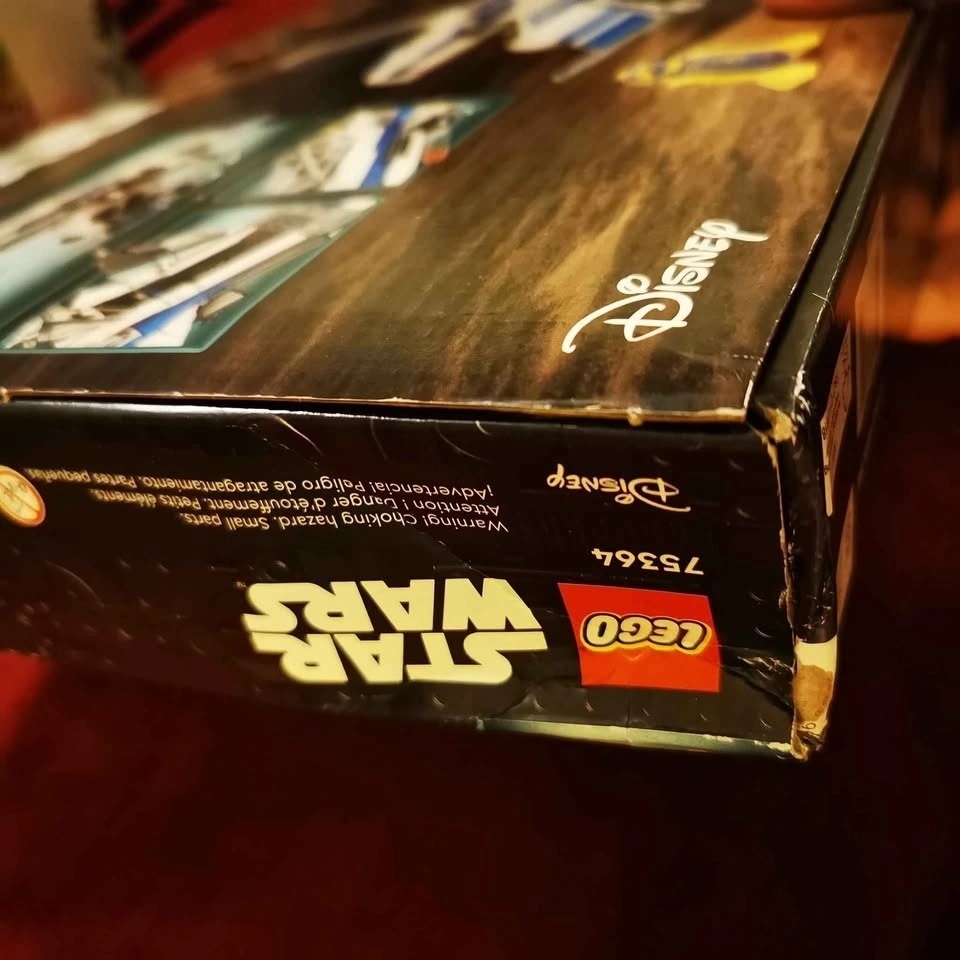 DISNEY
LEGO
STAR
WARS
75364
DISNEY
Warning! Choking hazard. Small parts.
Attention ! Danger d'étouffement. Petits éléments.
¡Advertencia! Peligro de atragantamiento. Partes pequeñas.